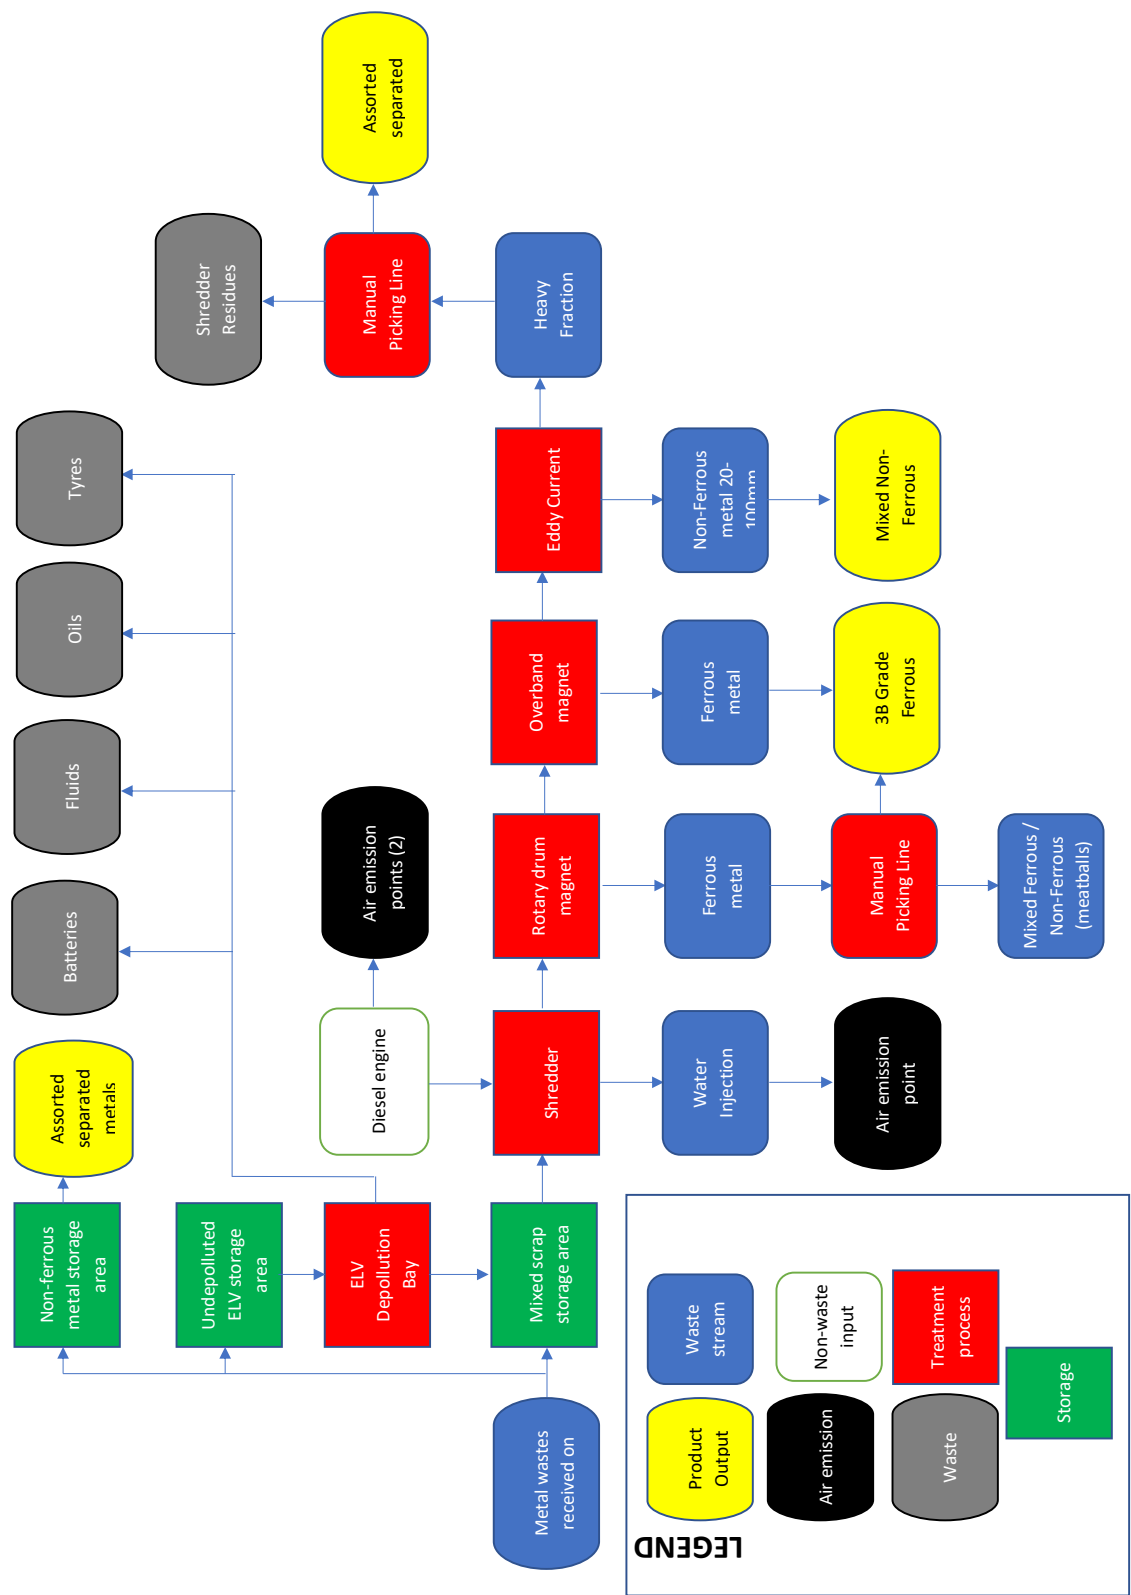 Metal wastes
received on
Non-ferrous
metal storage
area
Undepolluted
ELV storage
area
ELV
Depollution
Bay
Mixed scrap
storage area
Assorted
separated
metals
Batteries
Fluids
Oils
Tyres
Diesel engine
Air emission
points (2)
Shredder
Rotary drum
magnet
Overband
magnet
Eddy Current
Heavy
Fraction
Manual
Picking Line
Shredder
Residues
Assorted
separated
Water
Injection
Air emission
point
Ferrous
metal
Manual
Picking Line
Mixed Ferrous /
Non-Ferrous
(meatballs)
Ferrous
metal
3B Grade
Ferrous
Non-Ferrous
metal 20-
100mm
Mixed Non-
Ferrous
LEGEND
Product
Output
Waste
stream
Air emission
Non-waste
input
Waste
Treatment
process
Storage